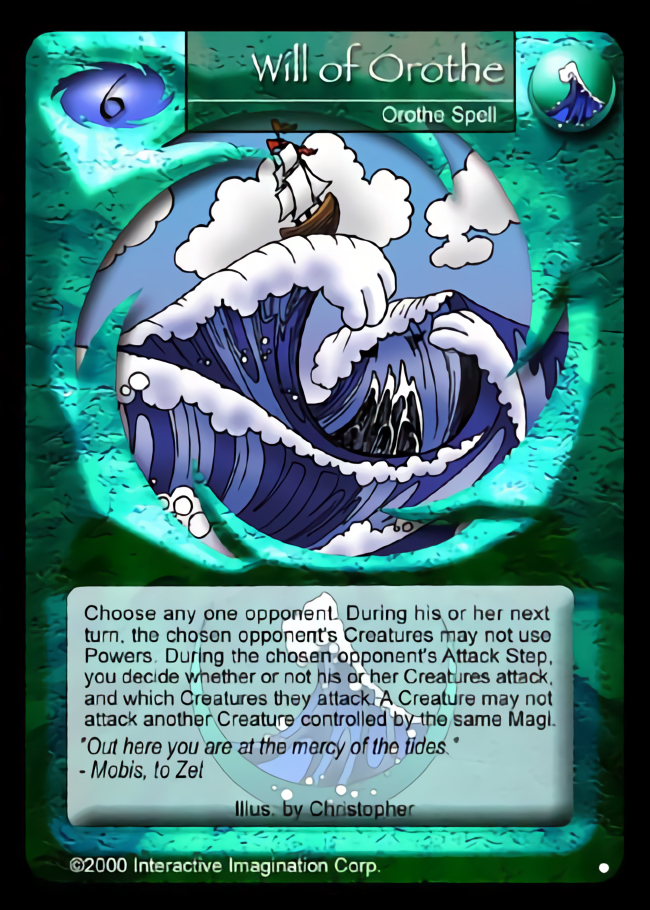 6
Will of Orothe
Orothe Spell
Choose any one opponent. During his or her next
turn, the chosen opponent's Creatures may not use
Powers. During the chosen opponent's Attack Step,
you decide whether or not his or her Creatures attack,
and which Creatures they attack. A Creature may not
attack another Creature controlled by the same Magi.
"Out here you are at the mercy of the tides."
- Mobis, to Zet
Illus. by Christopher
©2000 Interactive Imagination Corp.